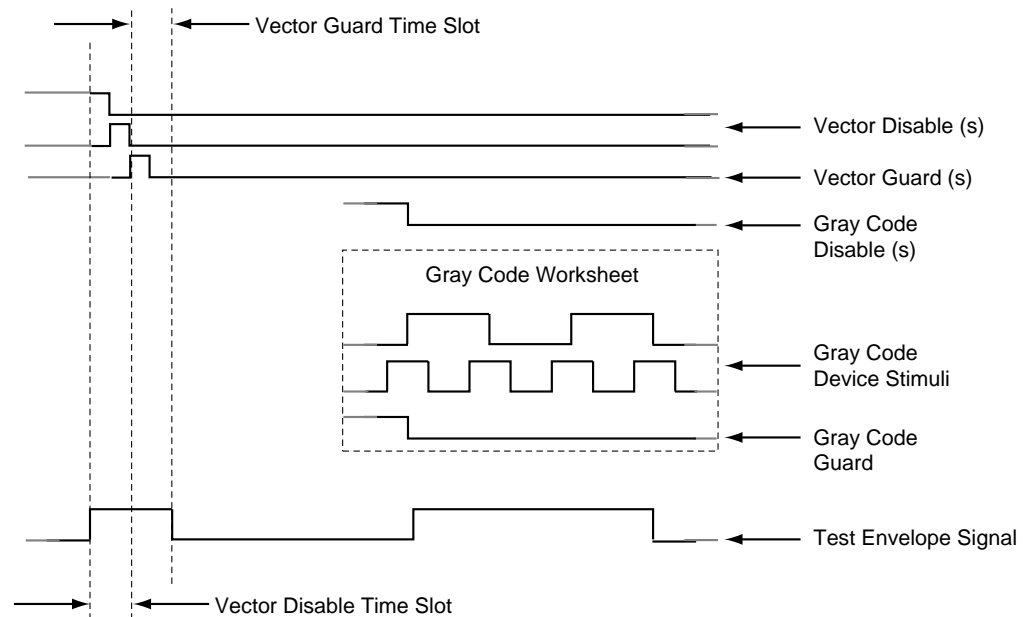 Vector Guard Time Slot
Vector Disable (s)
Vector Guard (s)
Gray Code
Disable (s)
Gray Code Worksheet
Gray Code
Device Stimuli
Gray Code
Guard
Test Envelope Signal
Vector Disable Time Slot